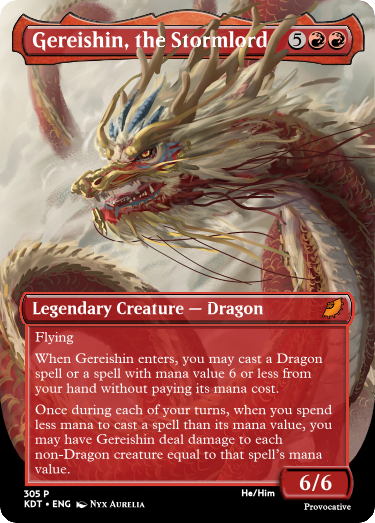 Gereishin, the Stormlord 5
Legendary Creature — Dragon
Flying
When Gereishin enters, you may cast a Dragon
spell or a spell with mana value 6 or less from
your hand without paying its mana cost.
Once during each of your turns, when you spend
less mana to cast a spell than its mana value, you
may have Gereishin deal damage to each
non-Dragon creature equal to that spell's mana
value.
6/6
305 P He/Him
KDT • ENG Nyx Aurelia Provocative